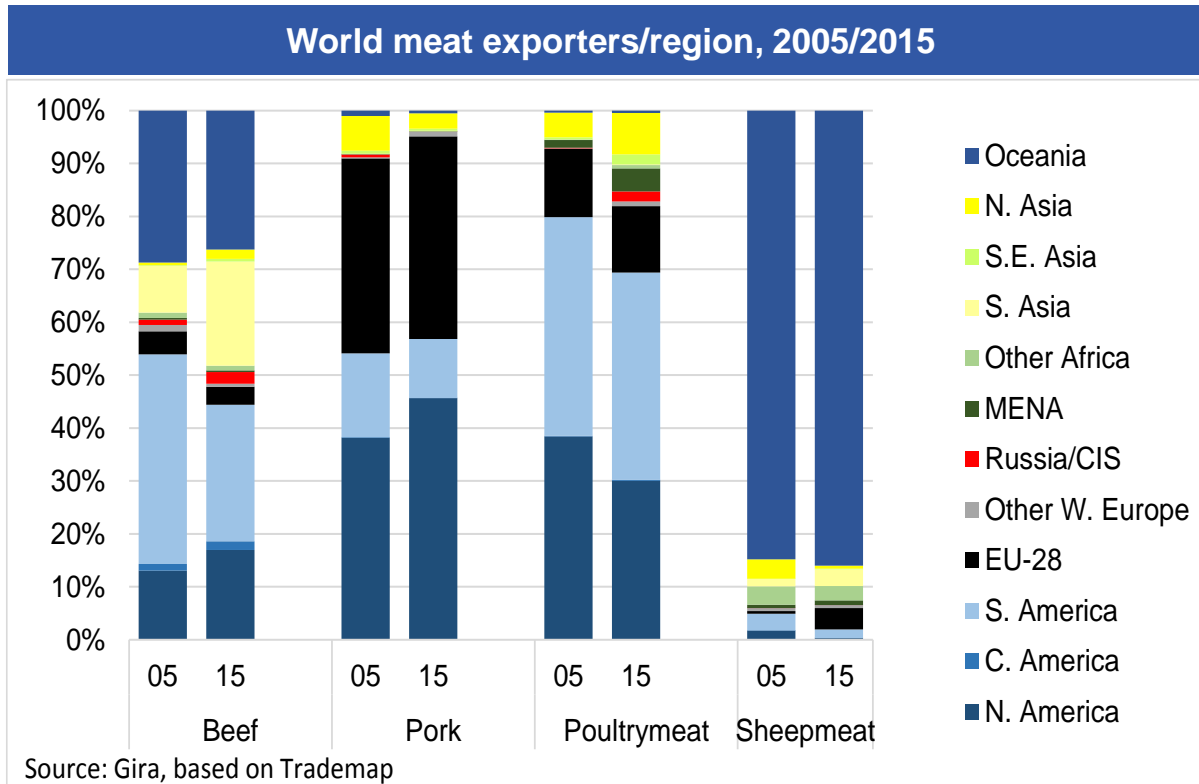 World meat exporters/region, 2005/2015
100%
90%
80%
70%
60%
50%
40%
30%
20%
10%
0%
05 15 05 15 05 15 05 15
Beef Pork Poultrymeat Sheepmeat
Oceania
N. Asia
S.E. Asia
S. Asia
Other Africa
MENA
Russia/CIS
Other W. Europe
EU-28
S. America
C. America
N. America
Source: Gira, based on Trademap